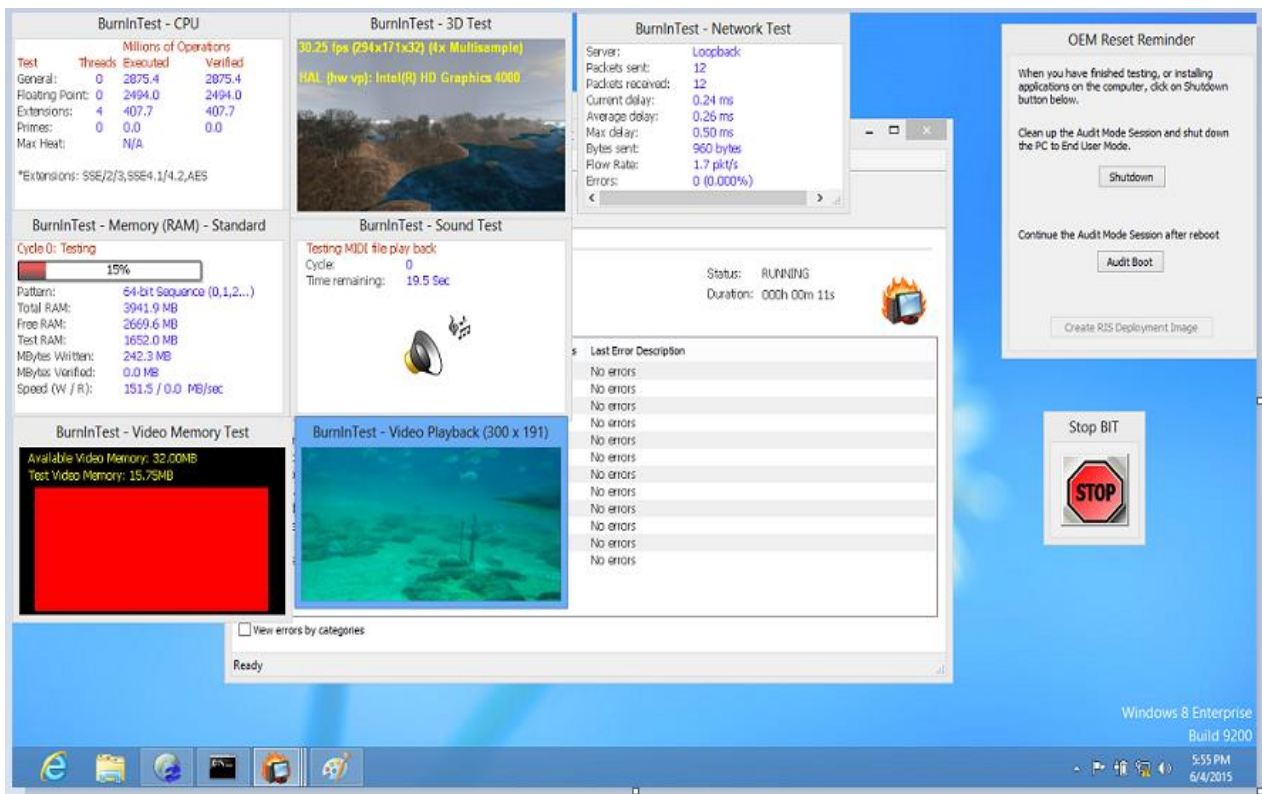 BurnInTest - CPU
Millions of Operations
Test Threads Executed Verified
General: 0 2875.4 2875.4
Floating Point: 0 2494.0 2494.0
Extensions: 4 407.7 407.7
Primes: 0 0.0 0.0
Max Heat: N/A
*Extensions: SSE/2/3,SSE4.1/4.2,AES
BurnInTest - 3D Test
30.25 fps (294x171x32) (4x Multisample)
HAL (hw vp): Intel(R) HD Graphics 4000
BurnInTest - Network Test
Server: Loopback
Packets sent: 12
Packets received: 12
Current delay: 0.24 ms
Average delay: 0.26 ms
Max delay: 0.50 ms
Bytes sent: 960 bytes
Flow Rate: 1.7 pkt/s
Errors: 0 (0.000%)
OEM Reset Reminder
When you have finished testing, or installing
applications on the computer, click on Shutdown
button below.
Clean up the Audit Mode Session and shut down
the PC to End User Mode.
Shutdown
Continue the Audit Mode Session after reboot
Audit Boot
Create RIS Deployment Image
BurnInTest - Memory (RAM) - Standard
Cycle 0: Testing
15%
Pattern: 64-bit Sequence (0,1,2...)
Total RAM: 3941.9 MB
Free RAM: 2669.6 MB
Test RAM: 1652.0 MB
MBytes Written: 242.3 MB
MBytes Verified: 0.0 MB
Speed (W / R): 151.5 / 0.0 MB/sec
BurnInTest - Sound Test
Testing MIDI file play back
Cycle: 0
Time remaining: 19.5 Sec
Status: RUNNING
Duration: 000h 00m 11s
s Last Error Description
No errors
No errors
No errors
No errors
No errors
No errors
No errors
No errors
No errors
No errors
No errors
No errors
BurnInTest - Video Memory Test
Available Video Memory: 32.00MB
Test Video Memory: 15.75MB
BurnInTest - Video Playback (300 x 191)
Stop BIT
STOP
View errors by categories
Ready
Windows 8 Enterprise
Build 9200
5:55 PM
6/4/2015